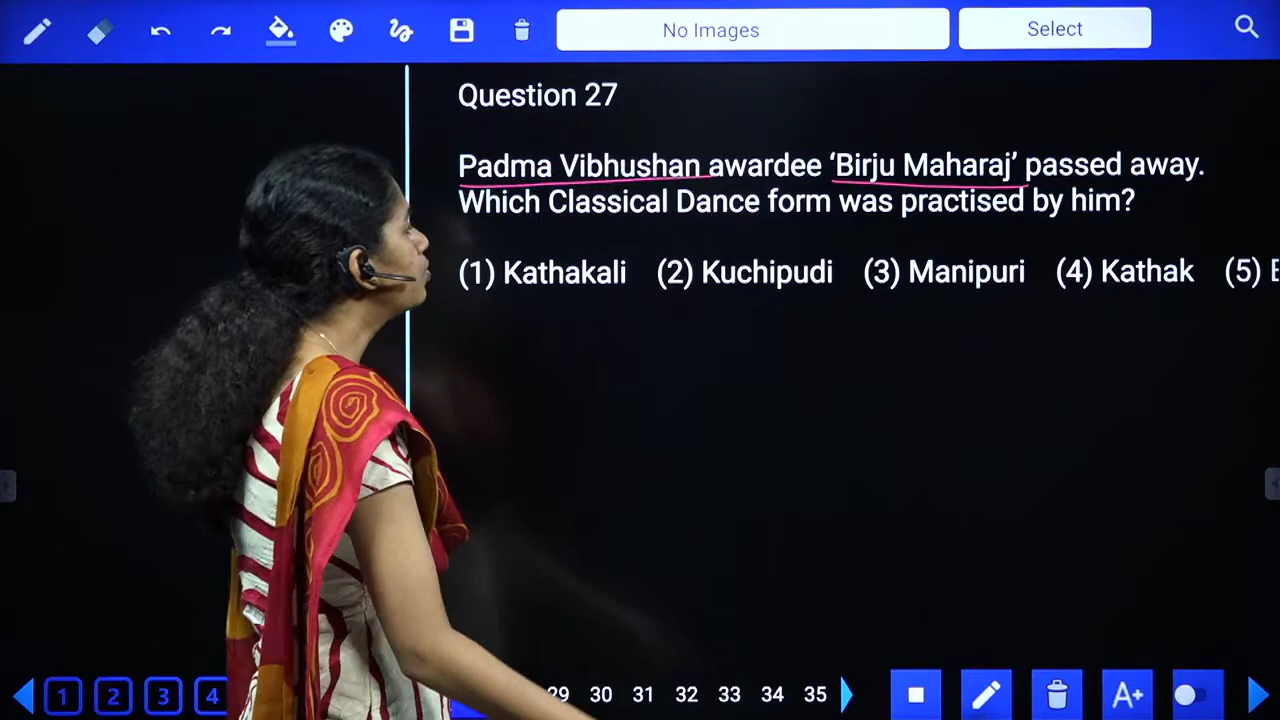 No Images
Select
Question 27
Padma Vibhushan awardee ‘Birju Maharaj’ passed away.
Which Classical Dance form was practised by him?
(1) Kathakali (2) Kuchipudi (3) Manipuri (4) Kathak (5)
1 2 3 4 29 30 31 32 33 34 35
A+